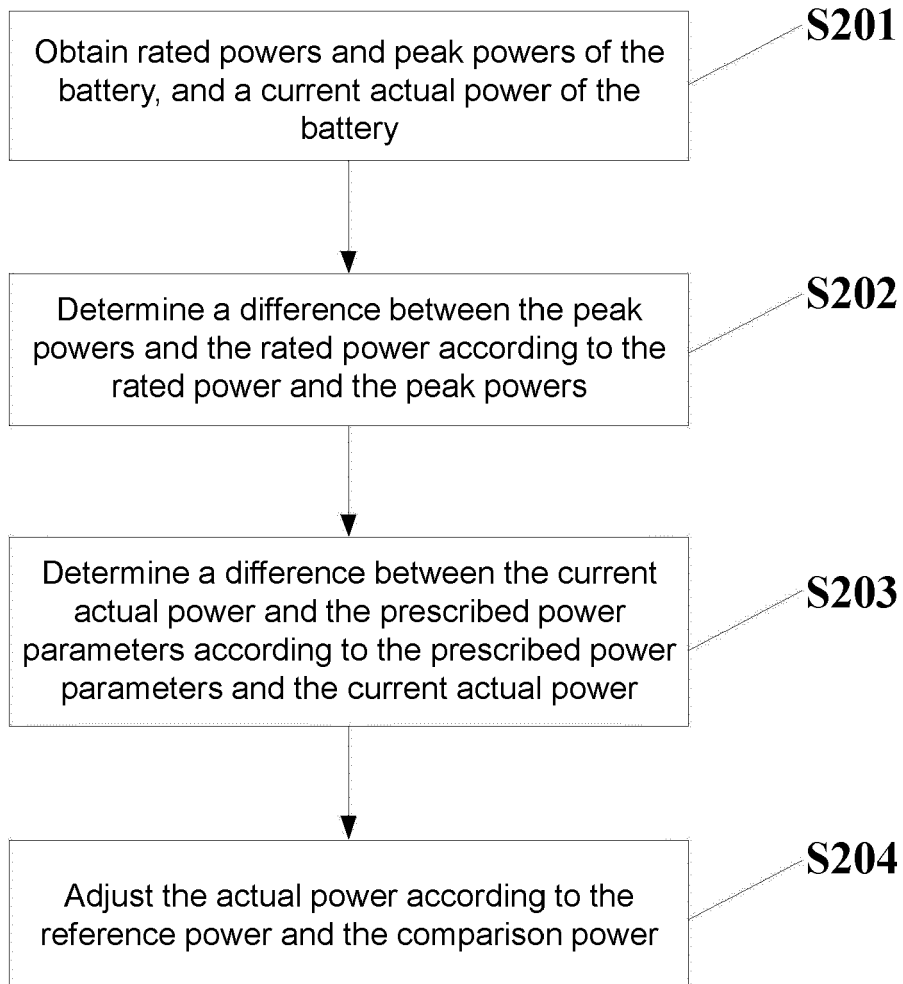 S201
Obtain rated powers and peak powers of the
battery, and a current actual power of the
battery
S202
Determine a difference between the peak
powers and the rated power according to the
rated power and the peak powers
S203
Determine a difference between the current
actual power and the prescribed power
parameters according to the prescribed power
parameters and the current actual power
S204
Adjust the actual power according to the
reference power and the comparison power